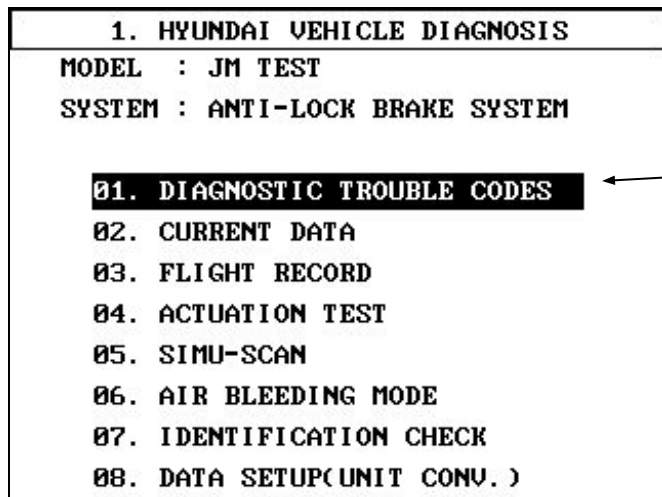 1. HYUNDAI VEHICLE DIAGNOSIS
MODEL : JM TEST
SYSTEM : ANTI-LOCK BRAKE SYSTEM
01. DIAGNOSTIC TROUBLE CODES
02. CURRENT DATA
03. FLIGHT RECORD
04. ACTUATION TEST
05. SIMU-SCAN
06. AIR BLEEDING MODE
07. IDENTIFICATION CHECK
08. DATA SETUP(UNIT CONV.)